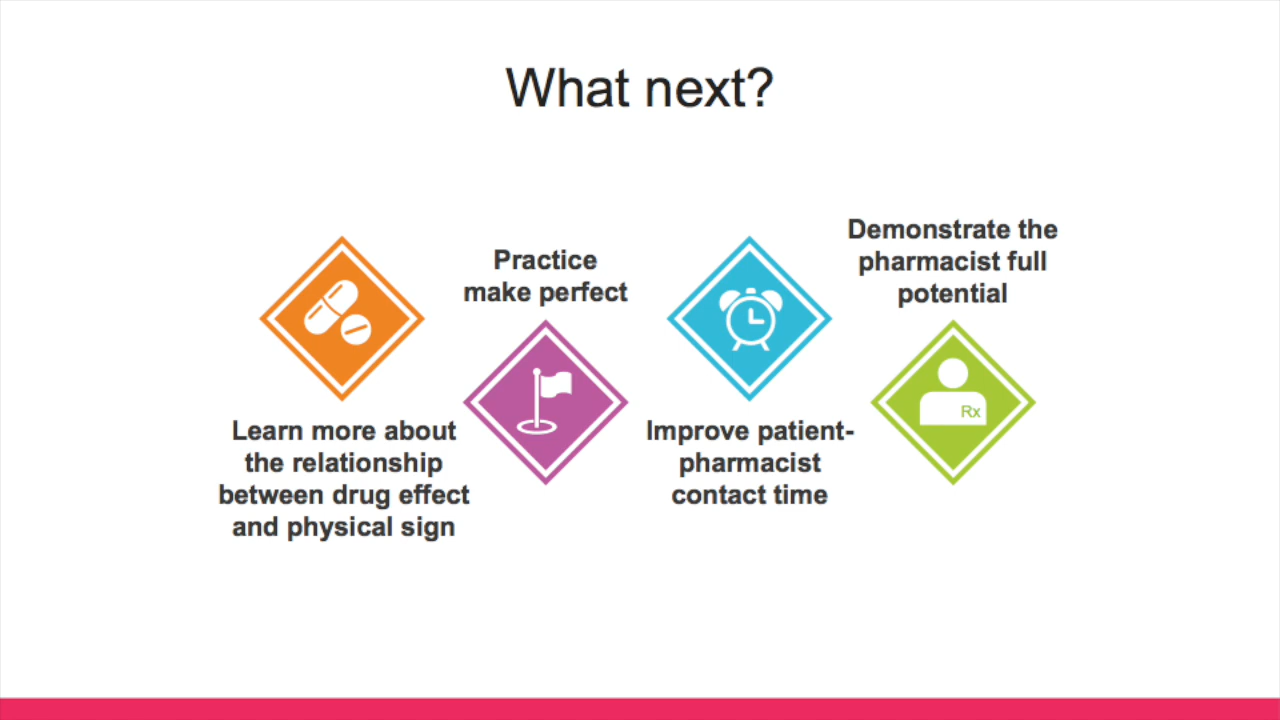 What next?
Learn more about
the relationship
between drug effect
and physical sign
Practice
make perfect
Improve patient-
pharmacist
contact time
Demonstrate the
pharmacist full
potential
Rx